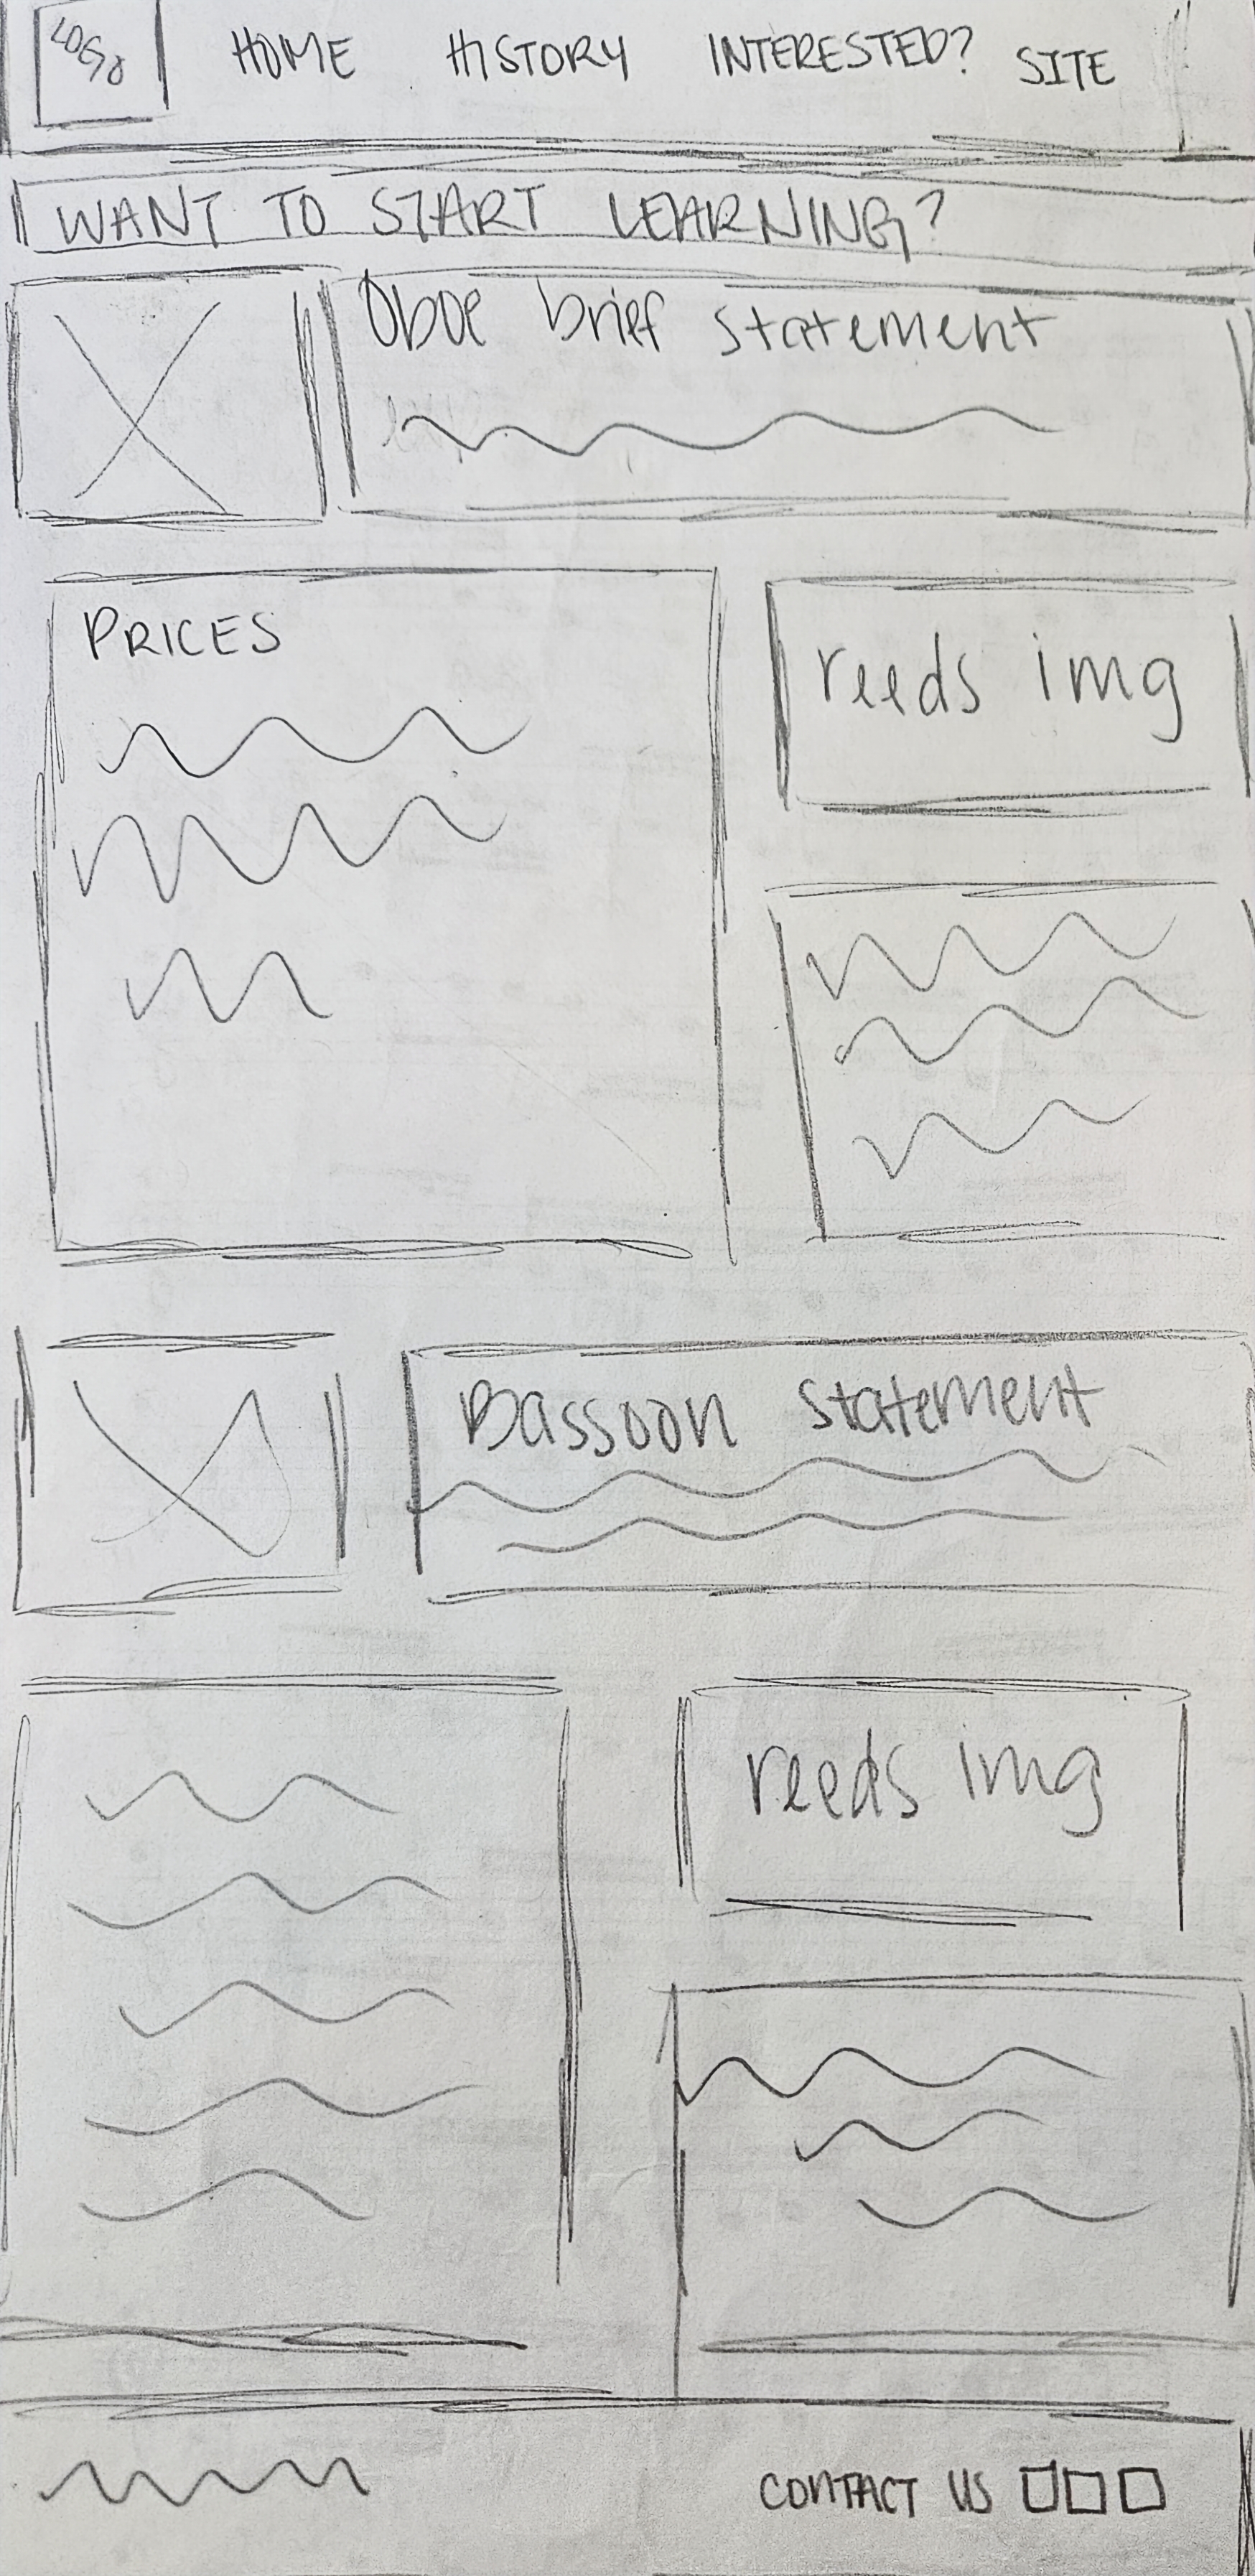 LOGO HOME HISTORY INTERESTED? SITE
WANT TO START LEARNING?
Oboe brief statement
PRICES
reeds img
Bassoon statement
reeds img
CONTACT US